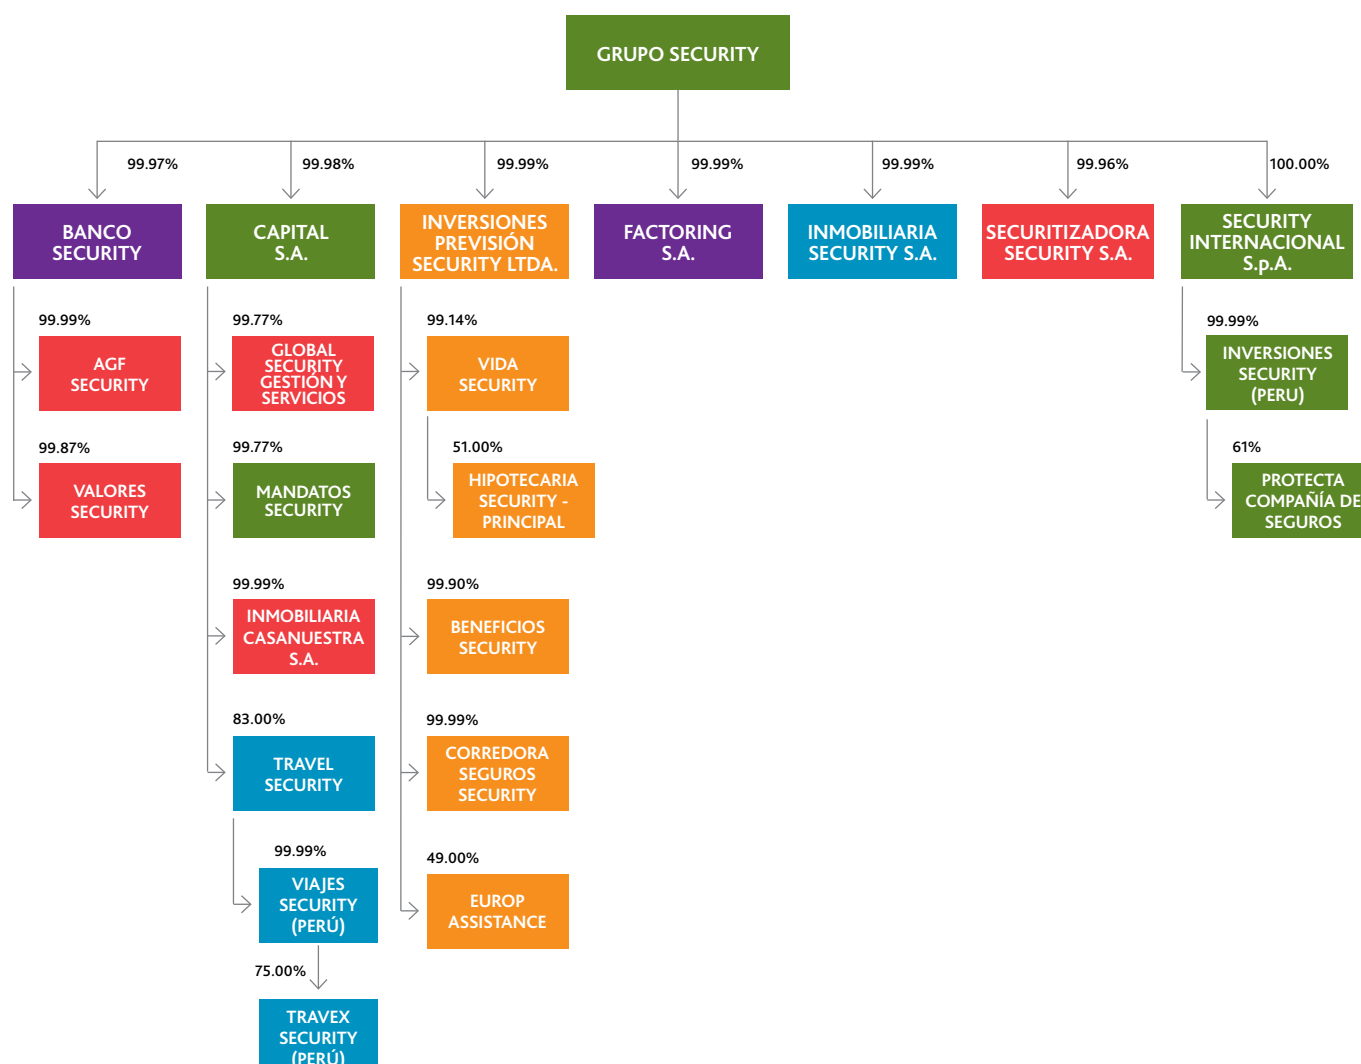 GRUPO SECURITY
99.97%
99.98%
99.99%
99.99%
99.99%
99.96%
100.00%
BANCO
SECURITY
CAPITAL
S.A.
INVERSIONES
PREVISIÓN
SECURITY LTDA.
FACTORING
S.A.
INMOBILIARIA
SECURITY S.A.
SECURITIZADORA
SECURITY S.A.
SECURITY
INTERNACIONAL
S.p.A.
99.99%
AGF
SECURITY
99.87%
VALORES
SECURITY
99.77%
GLOBAL
SECURITY
GESTIÓN Y
SERVICIOS
99.77%
MANDATOS
SECURITY
99.99%
INMOBILIARIA
CASANUESTRA
S.A.
83.00%
TRAVEL
SECURITY
99.99%
VIAJES
SECURITY
(PERÚ)
75.00%
TRAVEX
SECURITY
(PERÚ)
99.14%
VIDA
SECURITY
51.00%
HIPOTECARIA
SECURITY -
PRINCIPAL
99.90%
BENEFICIOS
SECURITY
99.99%
CORREDORA
SEGUROS
SECURITY
49.00%
EUROP
ASSISTANCE
99.99%
INVERSIONES
SECURITY
(PERU)
61%
PROTECTA
COMPAÑÍA DE
SEGUROS